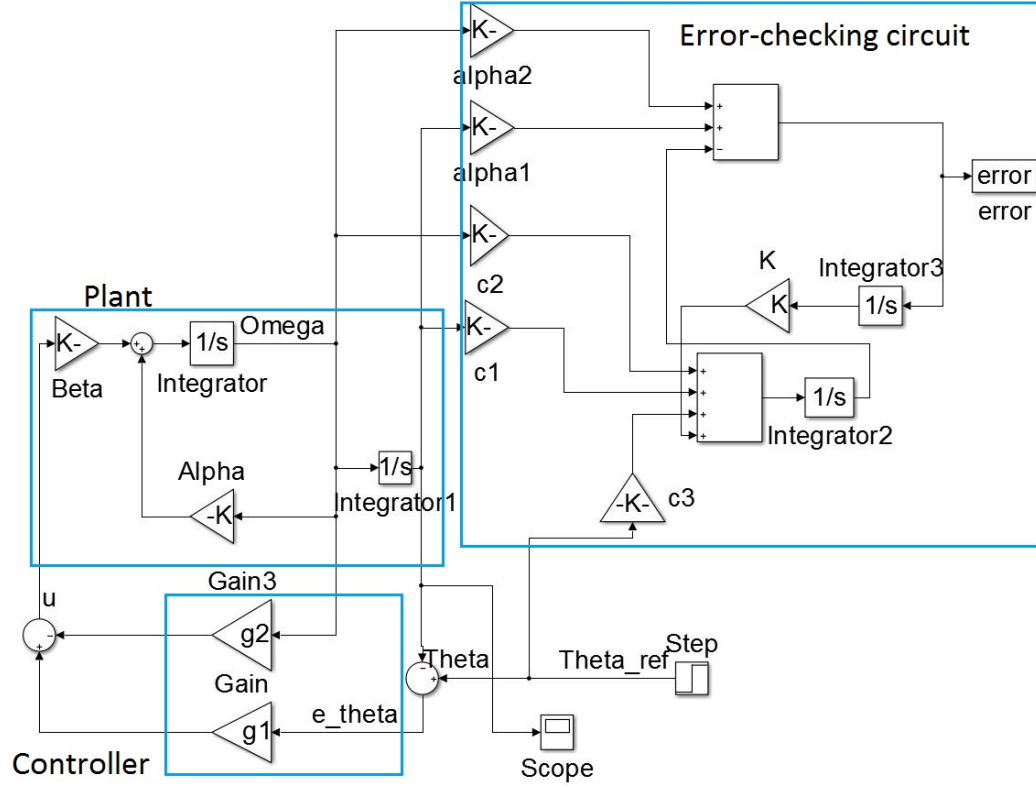 Error-checking circuit
K-
alpha2
K-
alpha1
+
+
-
error
error
K-
c2
K
K
Integrator3
1/s
K-
c1
Plant
K-
Beta
+
+
1/s
Omega
Integrator
+
+
+
+
1/s
Integrator2
Alpha
-K
1/s
Integrator1
-K-
c3
u
-
+
Gain3
g2
Gain
g1
e_theta
-
+
Theta
Theta_ref
Step
Scope
Controller